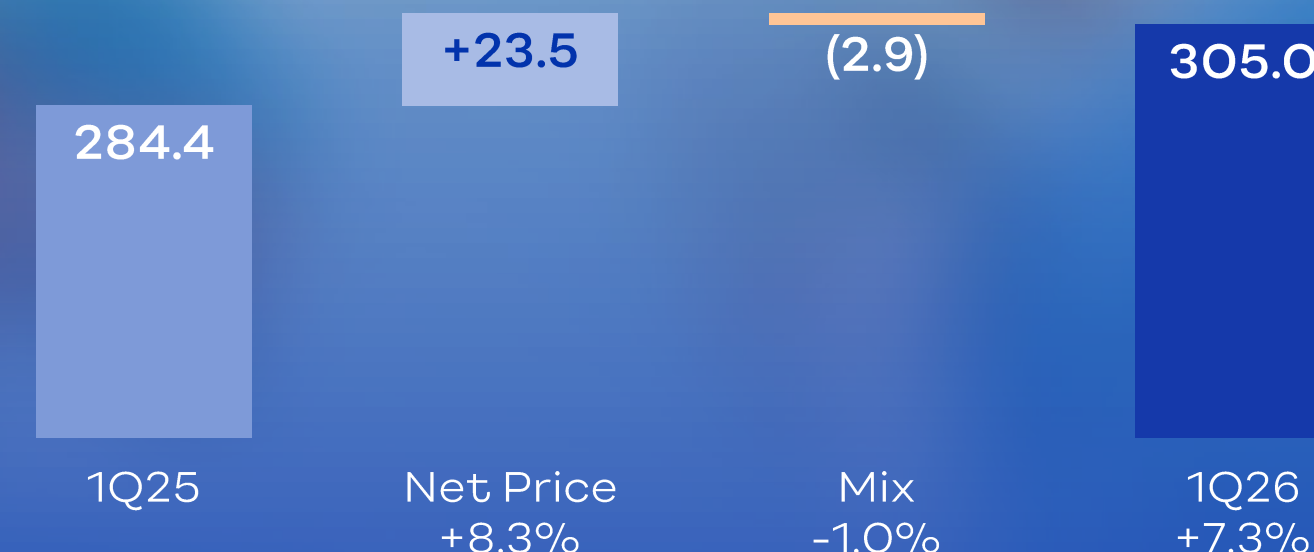 +23.5
(2.9)
305.0
284.4
1Q25
Net Price
+8.3%
Mix
-1.0%
1Q26
+7.3%